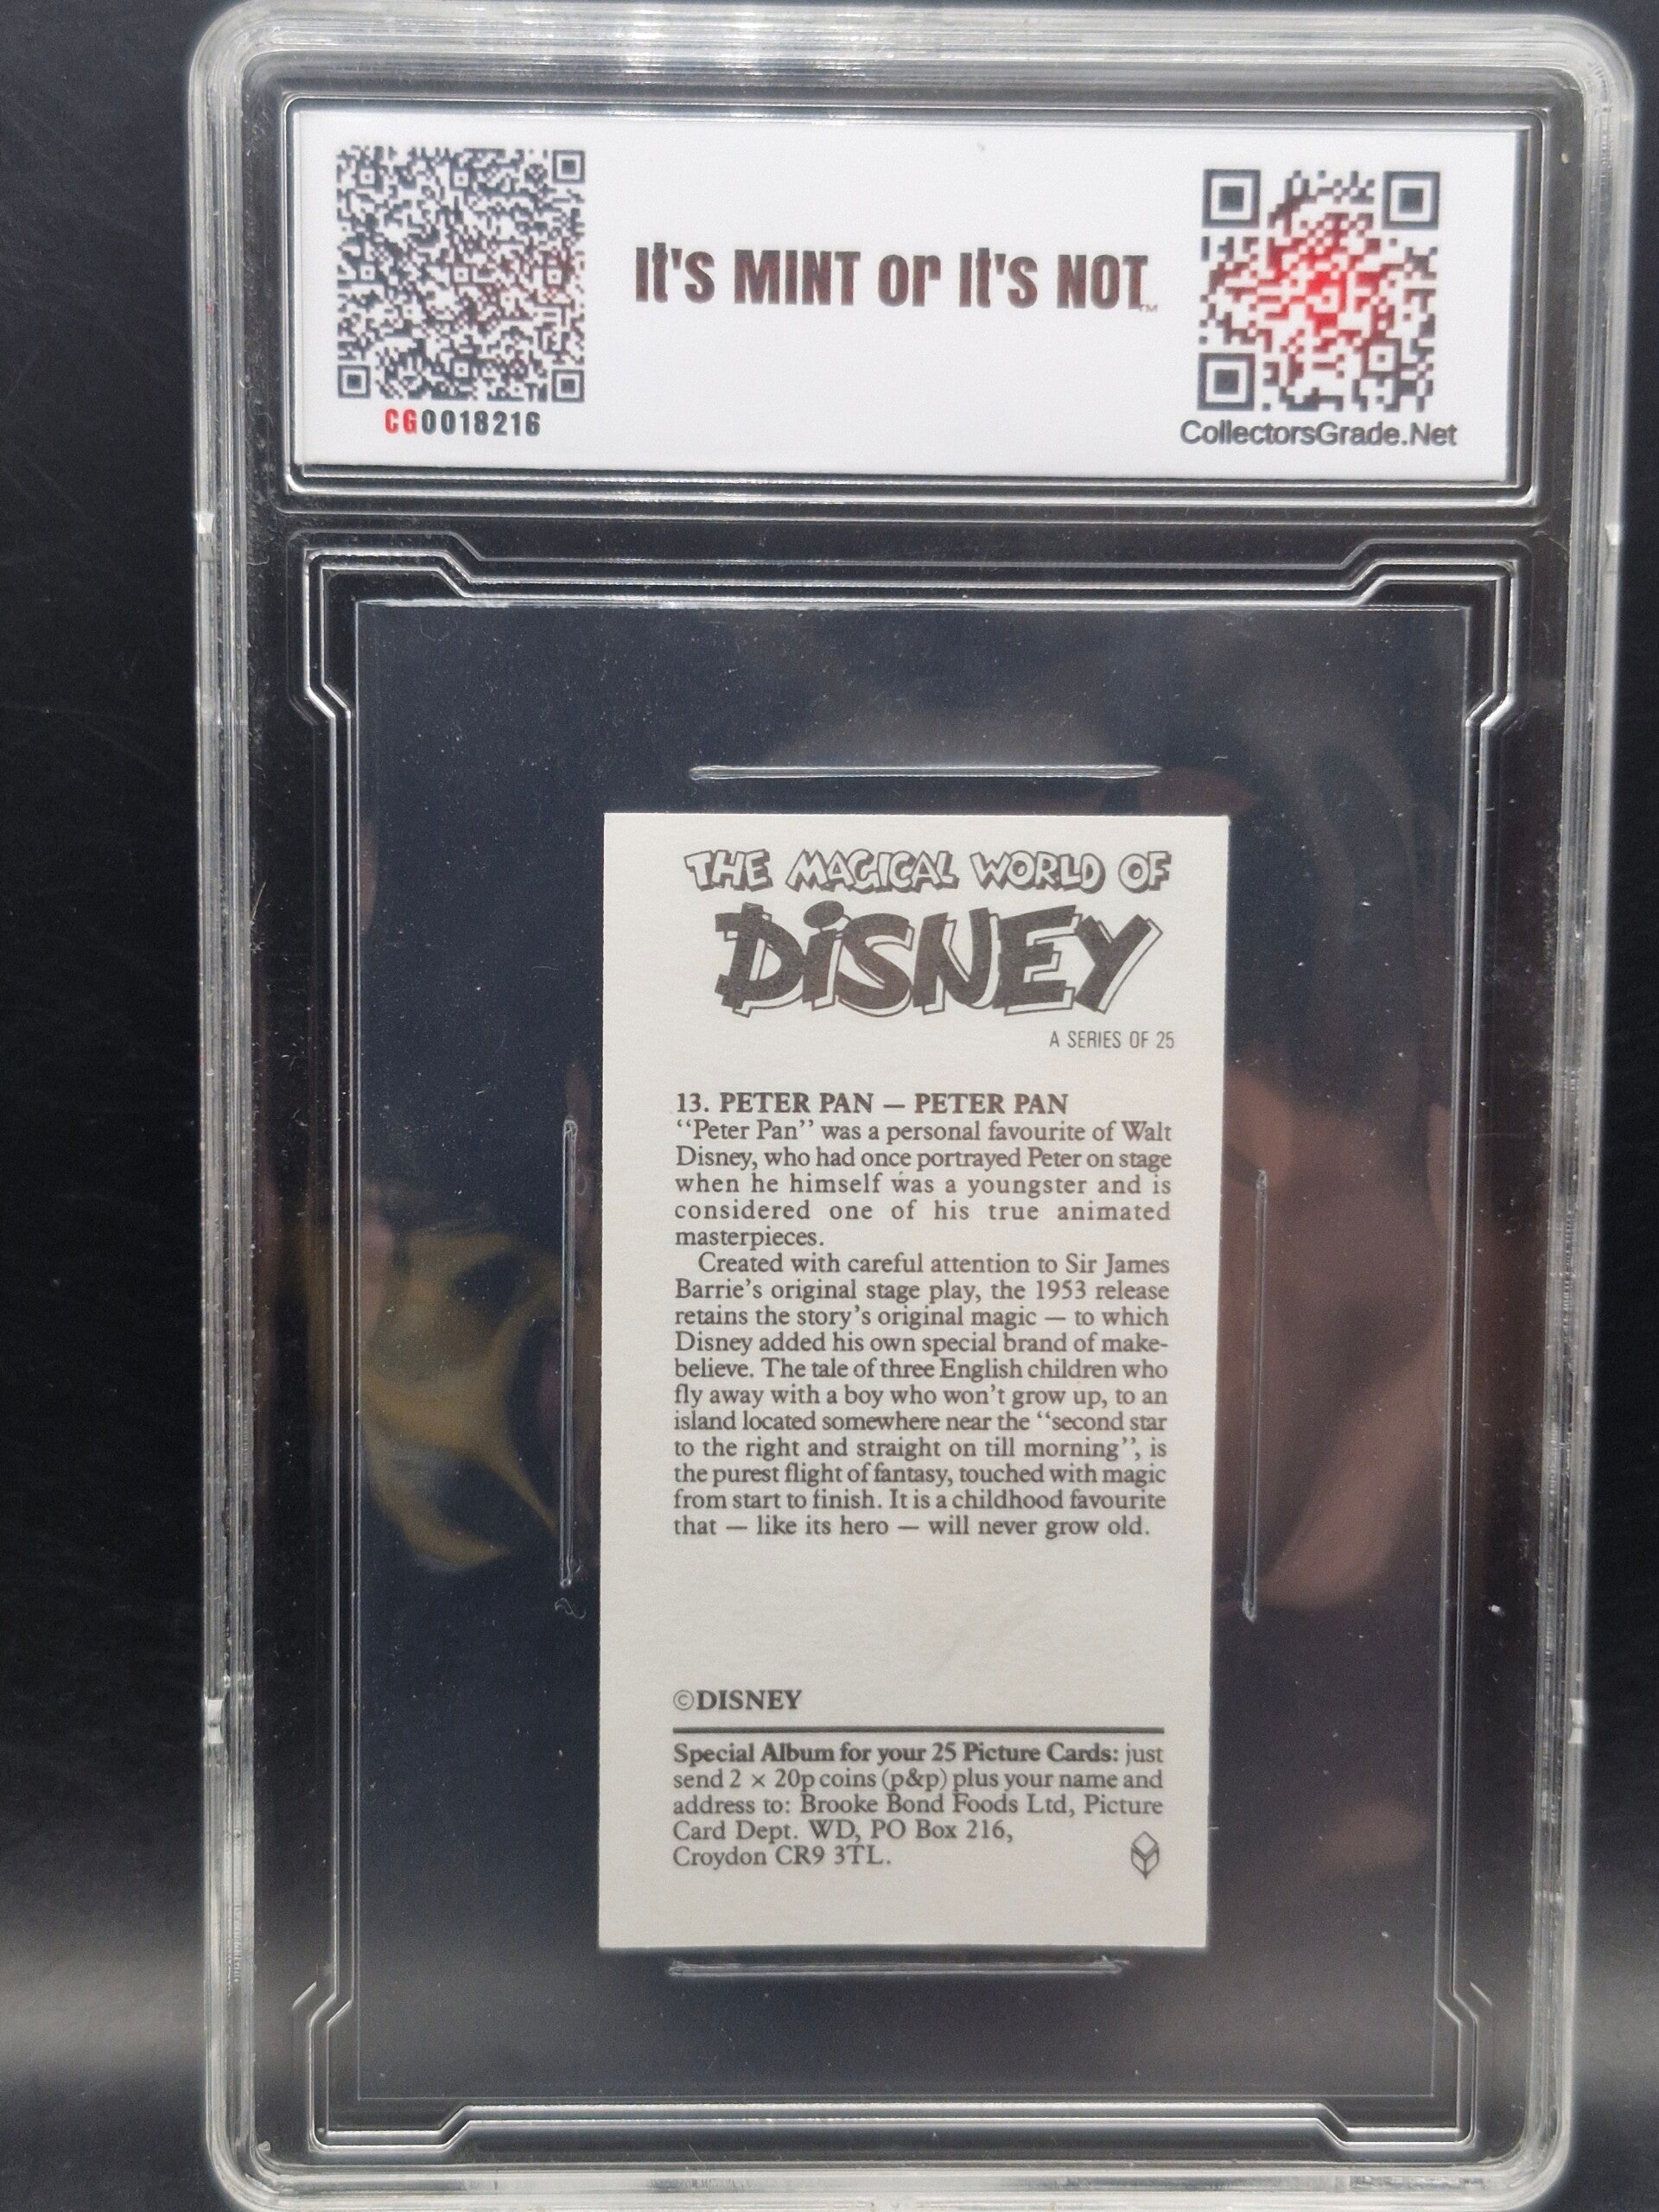 It's MINT or It's NOT™
CG0018216
CollectorsGrade.Net
THE MAGICAL WORLD OF
DiSNEY
A SERIES OF 25
13. PETER PAN — PETER PAN
‘‘Peter Pan’’ was a personal favourite of Walt
Disney, who had once portrayed Peter on stage
when he himself was a youngster and is
considered one of his true animated
masterpieces.
Created with careful attention to Sir James
Barrie’s original stage play, the 1953 release
retains the story’s original magic — to which
Disney added his own special brand of make-
believe. The tale of three English children who
fly away with a boy who won’t grow up, to an
island located somewhere near the ‘‘second star
to the right and straight on till morning’’, is
the purest flight of fantasy, touched with magic
from start to finish. It is a childhood favourite
that — like its hero — will never grow old.
©DISNEY
Special Album for your 25 Picture Cards: just
send 2 × 20p coins (p&p) plus your name and
address to: Brooke Bond Foods Ltd, Picture
Card Dept. WD, PO Box 216,
Croydon CR9 3TL.